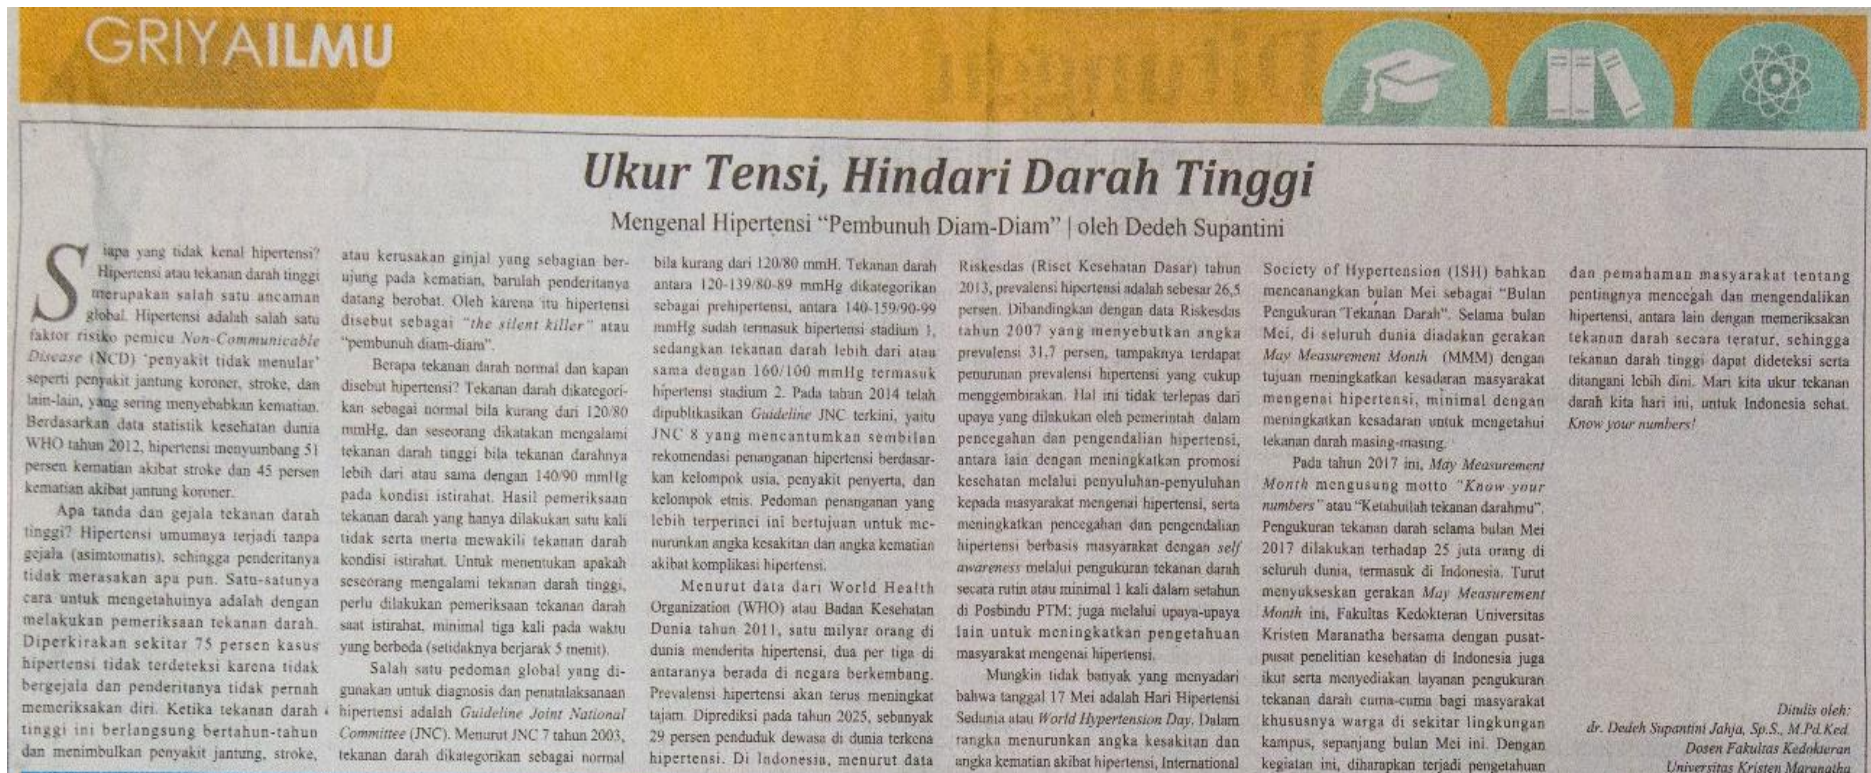 GRIYAILMU
Ukur Tensi, Hindari Darah Tinggi
Mengenal Hipertensi “Pembunuh Diam-Diam” | oleh Dedeh Supantini
Siapa yang tidak kenal hipertensi?
Hipertensi atau tekanan darah tinggi
merupakan salah satu ancaman
global. Hipertensi adalah salah satu
faktor risiko pemicu Non-Communicable
Disease (NCD) ‘penyakit tidak menular’
seperti penyakit jantung koroner, stroke, dan
lain-lain, yang sering menyebabkan kematian.
Berdasarkan data statistik kesehatan dunia
WHO tahun 2012, hipertensi menyumbang 51
persen kematian akibat stroke dan 45 persen
kematian akibat jantung koroner.
Apa tanda dan gejala tekanan darah
tinggi? Hipertensi umumnya terjadi tanpa
gejala (asimtomatis), sehingga penderitanya
tidak merasakan apa pun. Satu-satunya
cara untuk mengetahuinya adalah dengan
melakukan pemeriksaan tekanan darah.
Diperkirakan sekitar 75 persen kasus
hipertensi tidak terdeteksi karena tidak
bergejala dan penderitanya tidak pernah
memeriksakan diri. Ketika tekanan darah
tinggi ini berlangsung bertahun-tahun
dan menimbulkan penyakit jantung, stroke,
atau kerusakan ginjal yang sebagian ber-
ujung pada kematian, barulah penderitanya
datang berobat. Oleh karena itu hipertensi
disebut sebagai “the silent killer” atau
“pembunuh diam-diam”.
Berapa tekanan darah normal dan kapan
disebut hipertensi? Tekanan darah dikategori-
kan sebagai normal bila kurang dari 120/80
mmHg, dan seseorang dikatakan mengalami
tekanan darah tinggi bila tekanan darahnya
lebih dari atau sama dengan 140/90 mmHg
pada kondisi istirahat. Hasil pemeriksaan
tekanan darah yang hanya dilakukan satu kali
tidak serta merta mewakili tekanan darah
kondisi istirahat. Untuk menentukan apakah
seseorang mengalami tekanan darah tinggi,
perlu dilakukan pemeriksaan tekanan darah
saat istirahat, minimal tiga kali pada waktu
yang berboda (setidaknya berjarak 5 menit).
Salah satu pedoman global yang di-
gunakan untuk diagnosis dan penatalaksanaan
hipertensi adalah Guideline Joint National
Committee (JNC). Menurut JNC 7 tahun 2003,
tekanan darah dikategorikan sebagai normal
bila kurang dari 120/80 mmH. Tekanan darah
antara 120-139/80-89 mmHg dikategorikan
sebagai prehipertensi, antara 140-159/90-99
mmHg sudah termasuk hipertensi stadium 1,
sedangkan tekanan darah lebih dari atau
sama dengan 160/100 mmHg termasuk
hipertensi stadium 2. Pada tahun 2014 telah
dipublikasikan Guideline JNC terkini, yaitu
JNC 8 yang mencantumkan sembilan
rekomendasi penanganan hipertensi berdasar-
kan kelompok usia, penyakit penyerta, dan
kelompok etnis. Pedoman penanganan yang
lebih terperinci ini bertujuan untuk me-
nurunkan angka kesakitan dan angka kematian
akibat komplikasi hipertensi.
Menurut data dari World Health
Organization (WHO) atau Badan Kesehatan
Dunia tahun 2011, satu milyar orang di
dunia menderita hipertensi, dua per tiga di
antaranya berada di negara berkembang.
Prevalensi hipertensi akan terus meningkat
tajam. Diprediksi pada tahun 2025, sebanyak
29 persen penduduk dewasa di dunia terkena
hipertensi. Di Indonesia, menurut data
Riskesdas (Riset Kesehatan Dasar) tahun
2013, prevalensi hipertensi adalah sebesar 26,5
persen. Dibandingkan dengan data Riskesdas
tahun 2007 yang menyebutkan angka
prevalensi 31,7 persen, tampaknya terdapat
penurunan prevalensi hipertensi yang cukup
menggembirakan. Hal ini tidak terlepas dari
upaya yang dilakukan oleh pemerintah dalam
pencegahan dan pengendalian hipertensi,
antara lain dengan meningkatkan promosi
kesehatan melalui penyuluhan-penyuluhan
kepada masyarakat mengenai hipertensi, serta
meningkatkan pencegahan dan pengendalian
hipertensi berbasis masyarakat dengan self
awareness melalui pengukuran tekanan darah
secara rutin atau minimal 1 kali dalam setahun
di Posbindu PTM; juga melalui upaya-upaya
lain untuk meningkatkan pengetahuan
masyarakat mengenai hipertensi.
Mungkin tidak banyak yang menyadari
bahwa tanggal 17 Mei adalah Hari Hipertensi
Sedunia atau World Hypertension Day. Dalam
rangka menurunkan angka kesakitan dan
angka kematian akibat hipertensi, International
Society of Hypertension (ISH) bahkan
mencanangkan bulan Mei sebagai “Bulan
Pengukuran Tekanan Darah”. Selama bulan
Mei, di seluruh dunia diadakan gerakan
May Measurement Month (MMM) dengan
tujuan meningkatkan kesadaran masyarakat
mengenai hipertensi, minimal dengan
meningkatkan kesadaran untuk mengetahui
tekanan darah masing-masing.
Pada tahun 2017 ini, May Measurement
Month mengusung motto “Know your
numbers” atau “Ketahuilah tekanan darahmu”.
Pengukuran tekanan darah selama bulan Mei
2017 dilakukan terhadap 25 juta orang di
seluruh dunia, termasuk di Indonesia. Turut
menyukseskan gerakan May Measurement
Month ini, Fakultas Kedokteran Universitas
Kristen Maranatha bersama dengan pusat-
pusat penelitian kesehatan di Indonesia juga
ikut serta menyediakan layanan pengukuran
tekanan darah cuma-cuma bagi masyarakat
khususnya warga di sekitar lingkungan
kampus, sepanjang bulan Mei ini. Dengan
kegiatan ini, diharapkan terjadi pengetahuan
dan pemahaman masyarakat tentang
pentingnya mencegah dan mengendalikan
hipertensi, antara lain dengan memeriksakan
tekanan darah secara teratur, sehingga
tekanan darah tinggi dapat dideteksi serta
ditangani lebih dini. Mari kita ukur tekanan
darah kita hari ini, untuk Indonesia sehat.
Know your numbers!
Ditulis oleh:
dr. Dedeh Supantini Jahja, Sp.S., M.Pd.Ked.
Dosen Fakultas Kedokteran
Universitas Kristen Maranatha